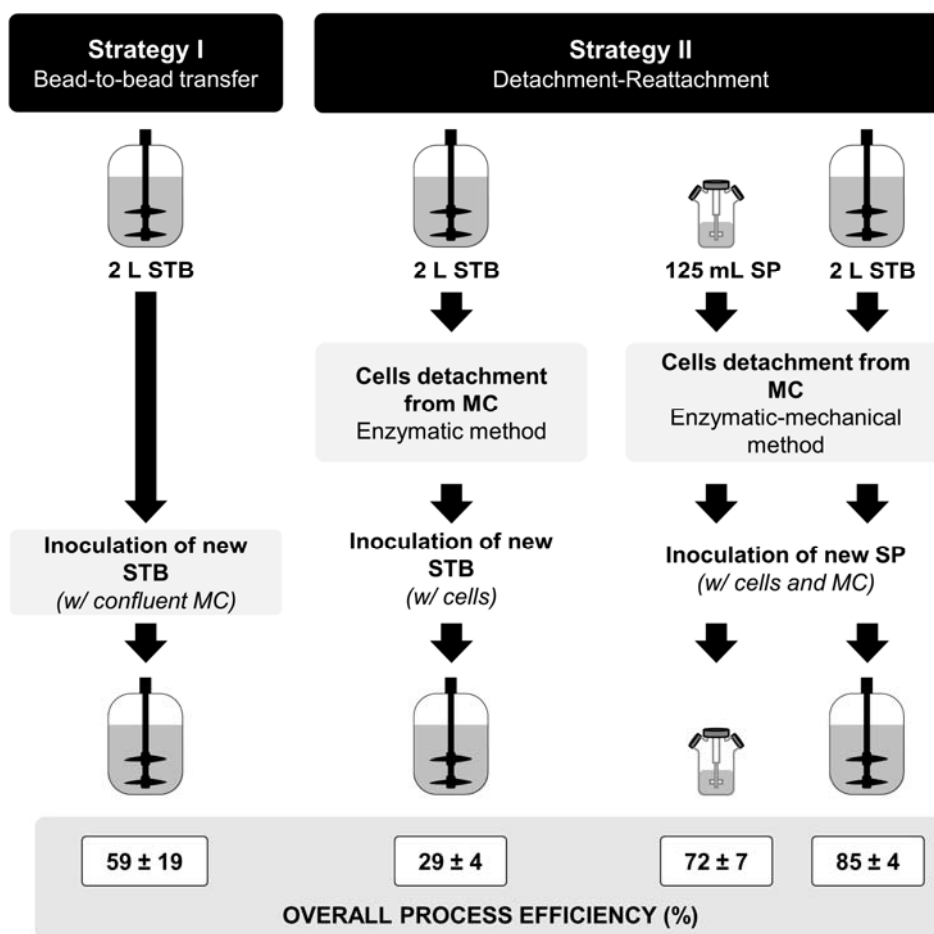 Strategy I
Bead-to-bead transfer
Strategy II
Detachment-Reattachment
2 L STB
2 L STB
125 mL SP
2 L STB
Cells detachment
from MC
Enzymatic method
Cells detachment from
MC
Enzymatic-mechanical
method
Inoculation of new
STB
(w/ confluent MC)
Inoculation of new
STB
(w/ cells)
Inoculation of new SP
(w/ cells and MC)
59 ± 19
29 ± 4
72 ± 7
85 ± 4
OVERALL PROCESS EFFICIENCY (%)